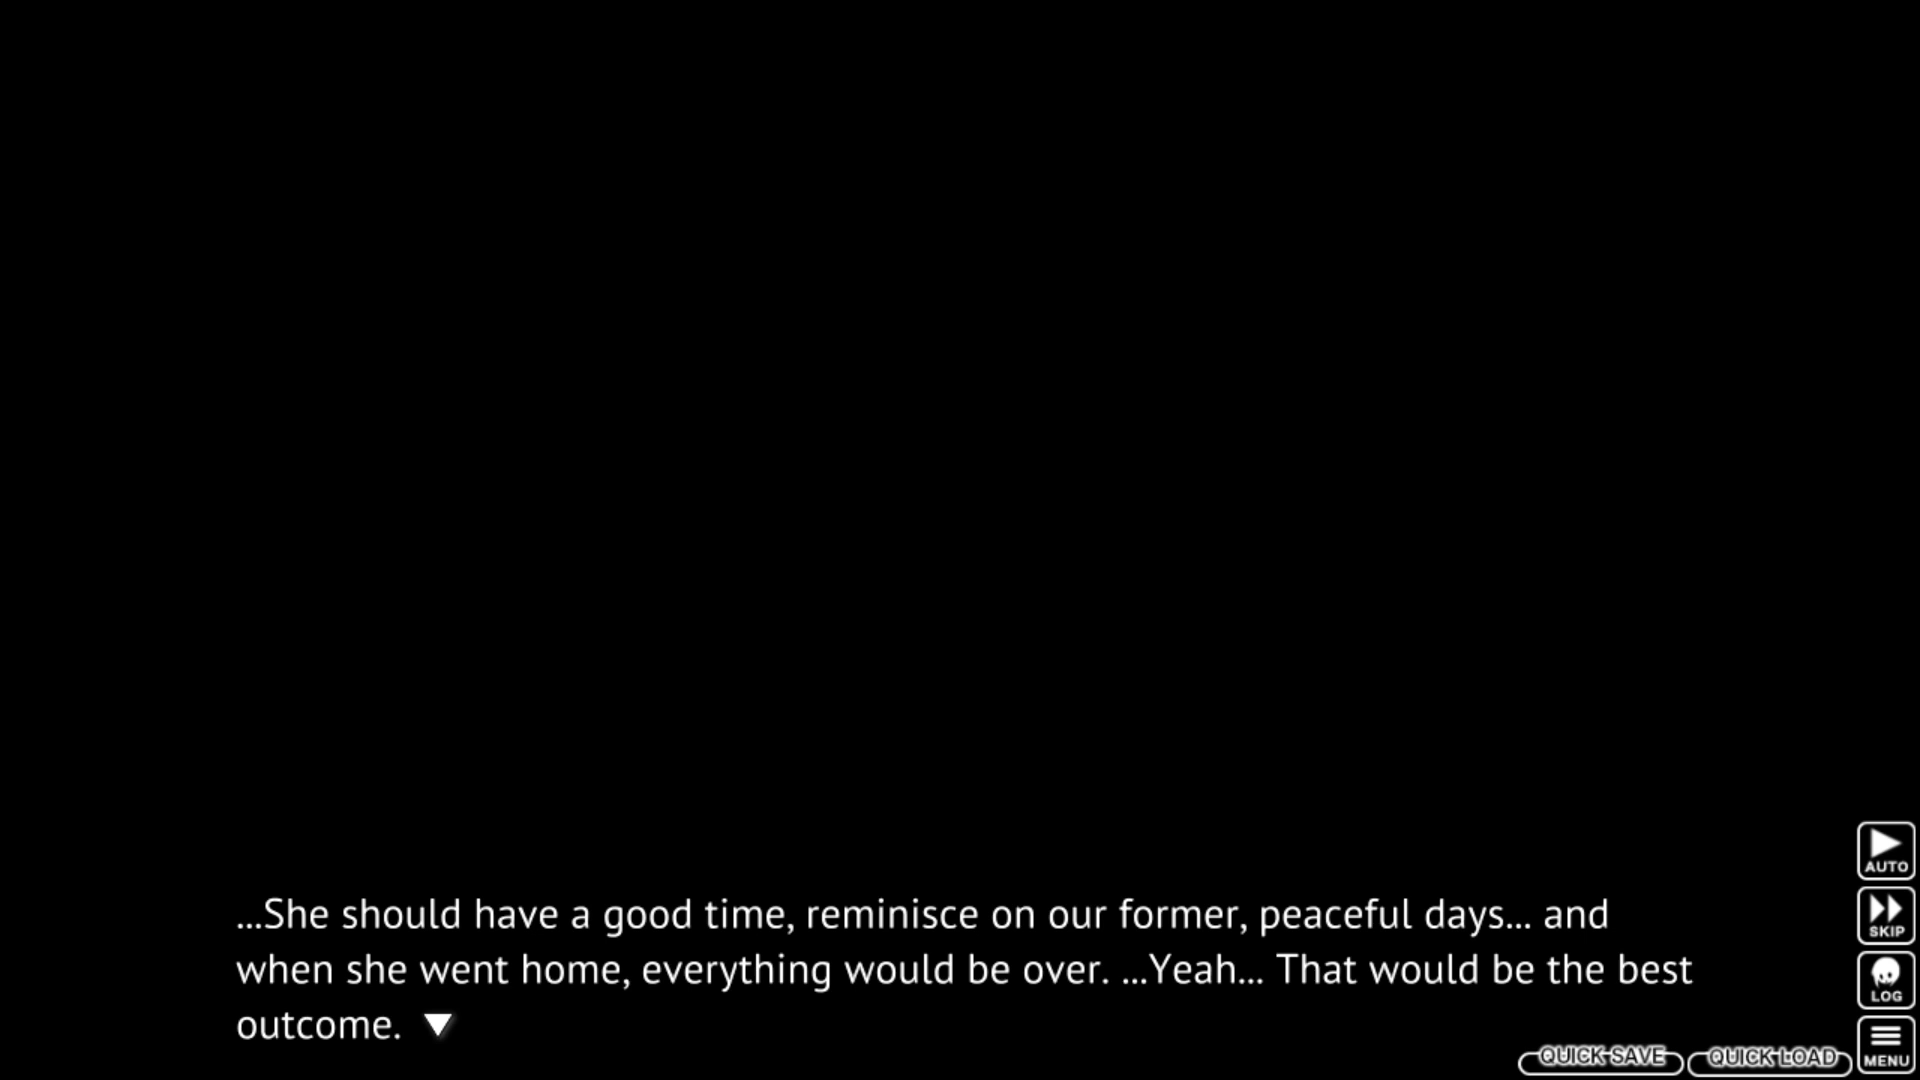 ...She should have a good time, reminisce on our former, peaceful days... and
when she went home, everything would be over. ...Yeah... That would be the best
outcome.
AUTO
SKIP
LOG
MENU
QUICK SAVE
QUICK LOAD